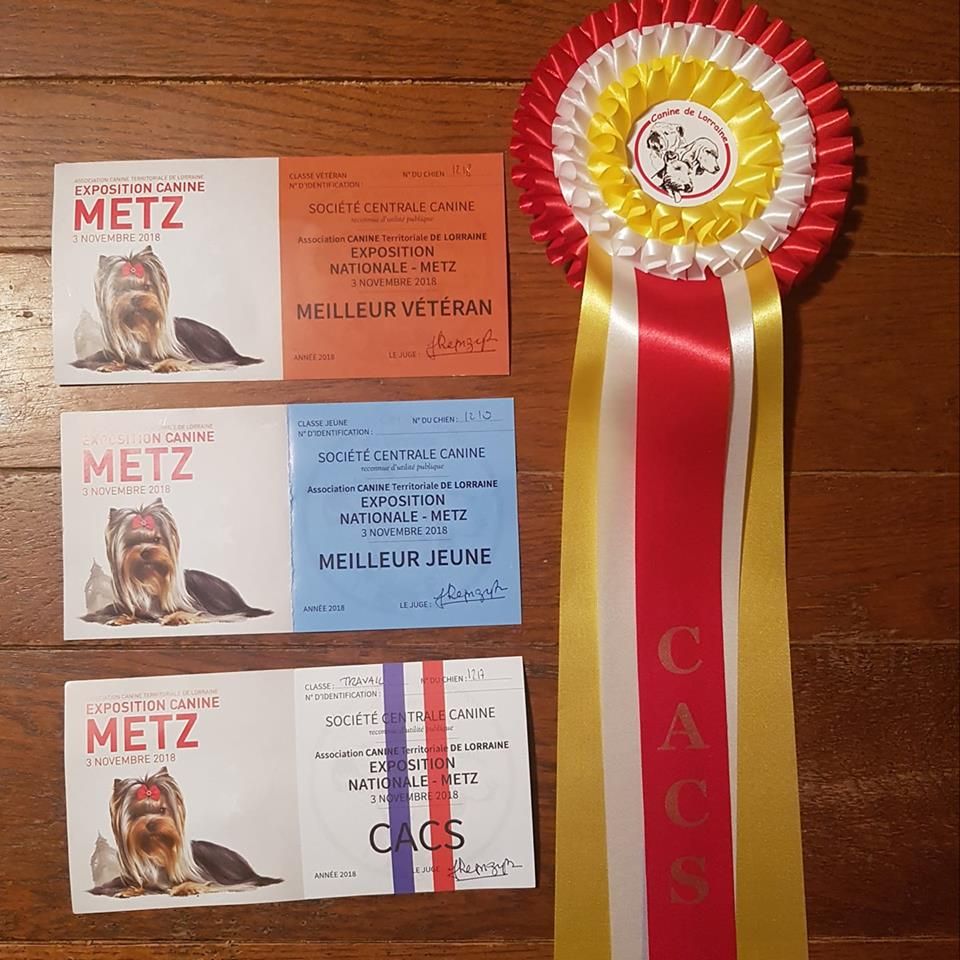 Canine de Lorraine
ASSOCIATION CANINE TERRITORIALE DE LORRAINE
EXPOSITION CANINE
METZ
3 NOVEMBRE 2018
CLASSE VÉTÉRAN N° DU CHIEN :
N° D'IDENTIFICATION :
SOCIÉTÉ CENTRALE CANINE
reconnue d'utilité publique
Association CANINE Territoriale DE LORRAINE
EXPOSITION
NATIONALE - METZ
3 NOVEMBRE 2018
MEILLEUR VÉTÉRAN
ANNÉE 2018 LE JUGE :
EXPOSITION CANINE
METZ
3 NOVEMBRE 2018
CLASSE JEUNE N° DU CHIEN : 1210
N° D'IDENTIFICATION :
SOCIÉTÉ CENTRALE CANINE
reconnue d'utilité publique
Association CANINE Territoriale DE LORRAINE
EXPOSITION
NATIONALE - METZ
3 NOVEMBRE 2018
MEILLEUR JEUNE
ANNÉE 2018 LE JUGE :
ASSOCIATION CANINE TERRITORIALE DE LORRAINE
EXPOSITION CANINE
METZ
3 NOVEMBRE 2018
CLASSE : TRAVAIL N° DU CHIEN : 1217
N° D'IDENTIFICATION :
SOCIÉTÉ CENTRALE CANINE
reconnue d'utilité publique
Association CANINE Territoriale DE LORRAINE
EXPOSITION
NATIONALE - METZ
3 NOVEMBRE 2018
CACS
ANNÉE 2018 LE JUGE
CACS